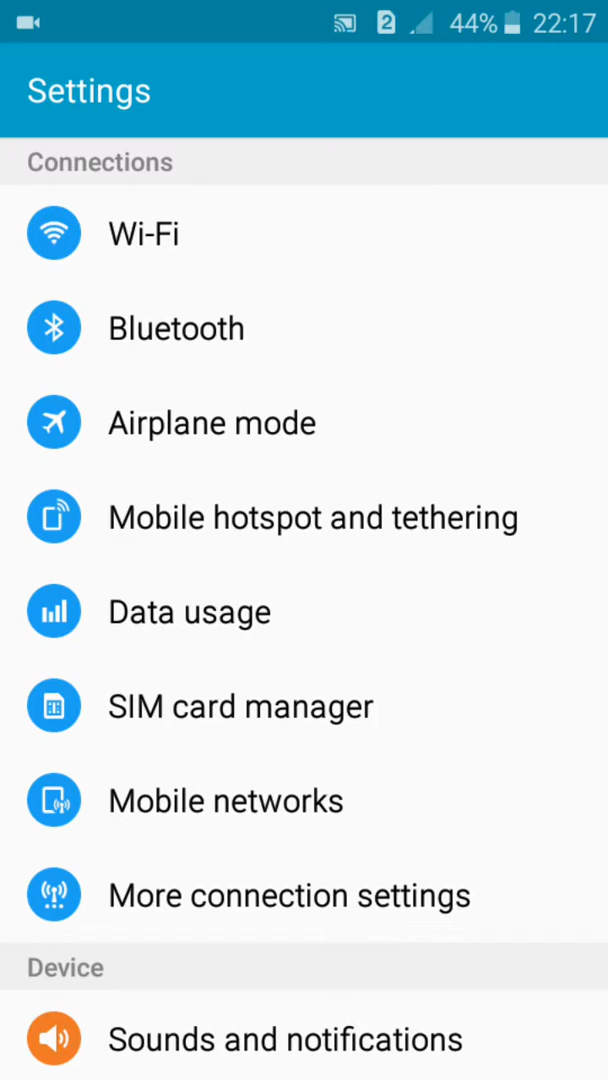 2 44% 22:17
Settings
Connections
Wi-Fi
Bluetooth
Airplane mode
Mobile hotspot and tethering
Data usage
SIM card manager
Mobile networks
More connection settings
Device
Sounds and notifications